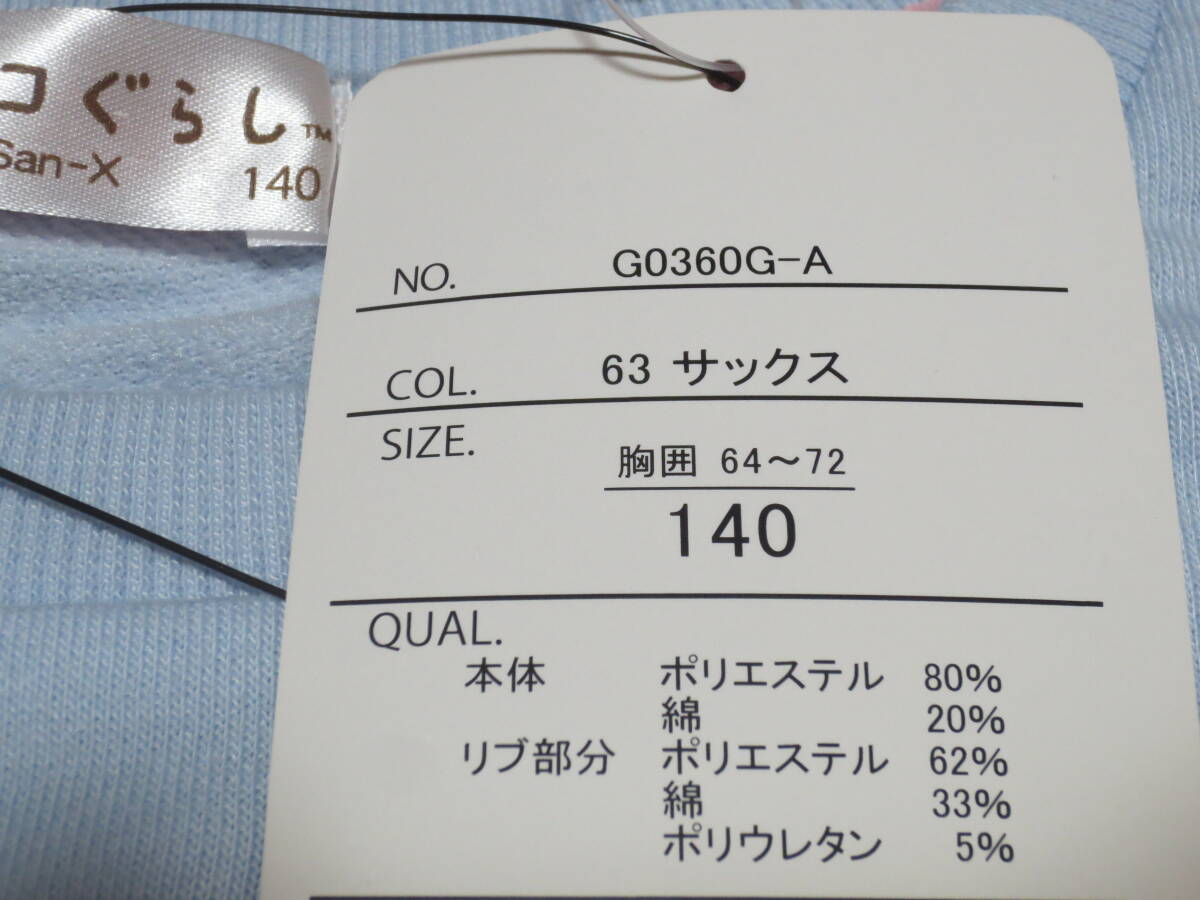 コぐらし™
San-X 140
NO. G0360G-A
COL. 63 サックス
SIZE. 胸囲 64～72
140
QUAL.
本体 ポリエステル 80%
綿 20%
リブ部分 ポリエステル 62%
綿 33%
ポリウレタン 5%